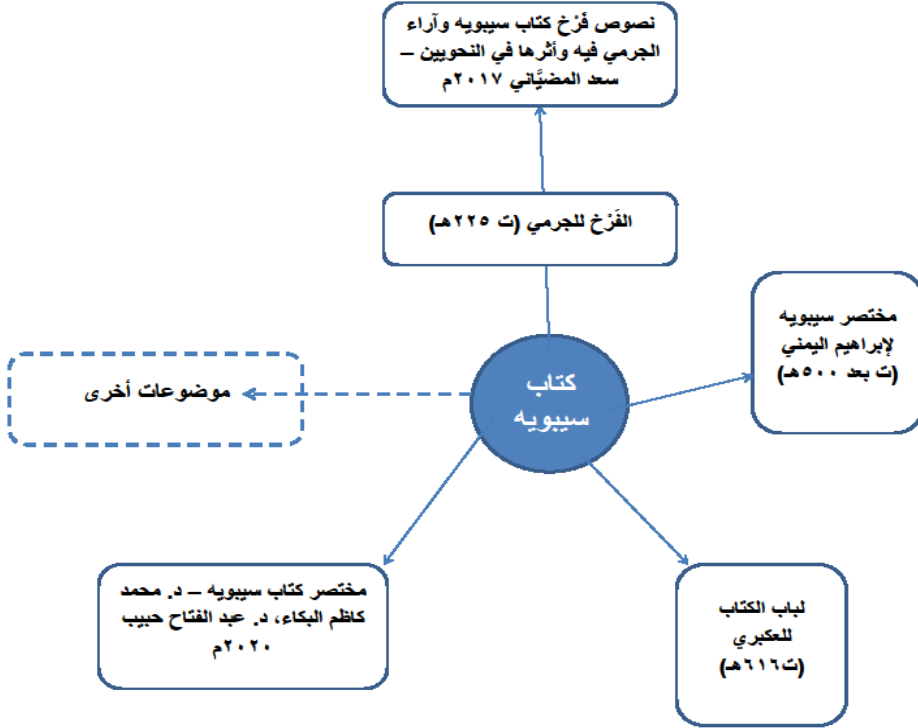 نصوص فَرْخ كتاب سيبويه وآراء
الجرمي فيه وأثرها في النحويين –
سعد المضيَّاني ٢٠١٧م
الفَرْخ للجرمي (ت ٢٢٥هـ)
مختصر سيبويه
لإبراهيم اليمني
(ت بعد ٥٠٠هـ)
كتاب
سيبويه
موضوعات أخرى
مختصر كتاب سيبويه – د. محمد
كاظم البكاء، د. عبد الفتاح حبيب
٢٠٢٠م
لباب الكتاب
للعكبري
(ت٦١٦هـ)